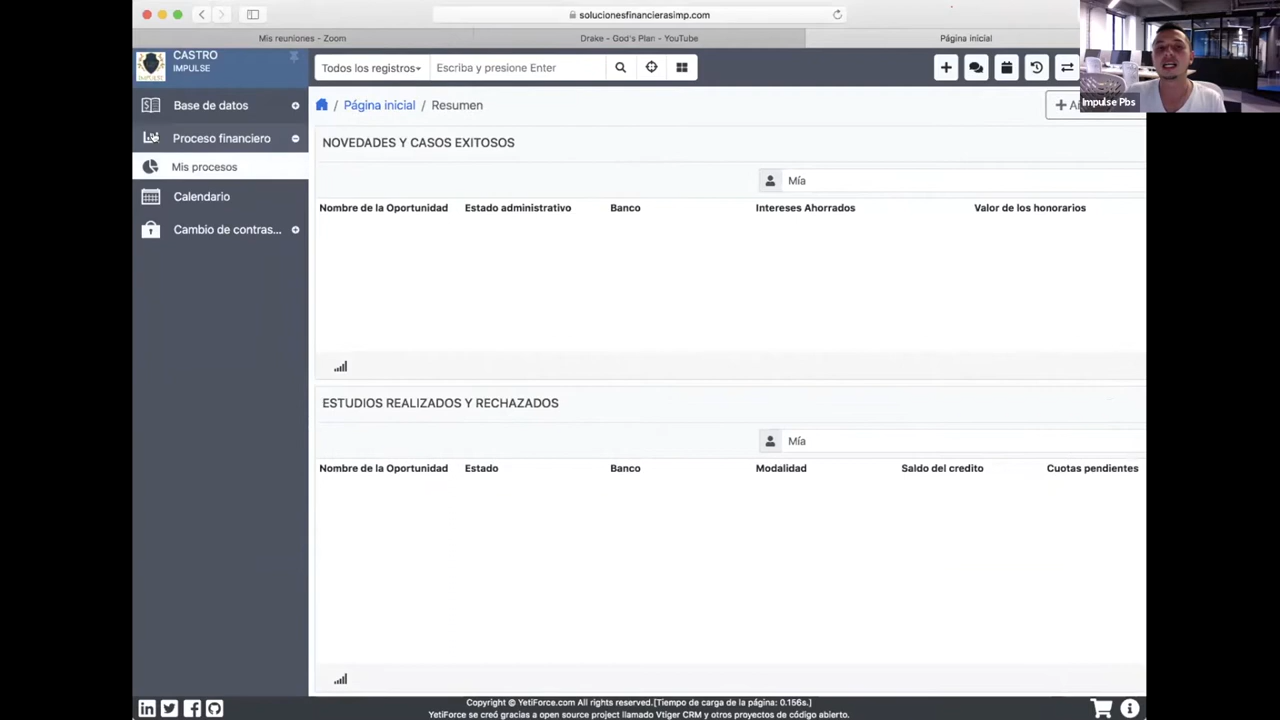 solucionesfinancierasimp.com
Mis reuniones - Zoom
Drake - God's Plan - YouTube
Página inicial
CASTRO
IMPULSE
Todos los registros
Escriba y presione Enter
Impulse Pbs
Base de datos
Proceso financiero
Mis procesos
Calendario
Cambio de contras...
/ Página inicial / Resumen
NOVEDADES Y CASOS EXITOSOS
Mía
Nombre de la Oportunidad Estado administrativo Banco Intereses Ahorrados Valor de los honorarios
ESTUDIOS REALIZADOS Y RECHAZADOS
Mía
Nombre de la Oportunidad Estado Banco Modalidad Saldo del credito Cuotas pendientes
Copyright © YetiForce.com All rights reserved.[Tiempo de carga de la página: 0.156s.]
YetiForce se creó gracias a open source project llamado Vtiger CRM y otros proyectos de código abierto.